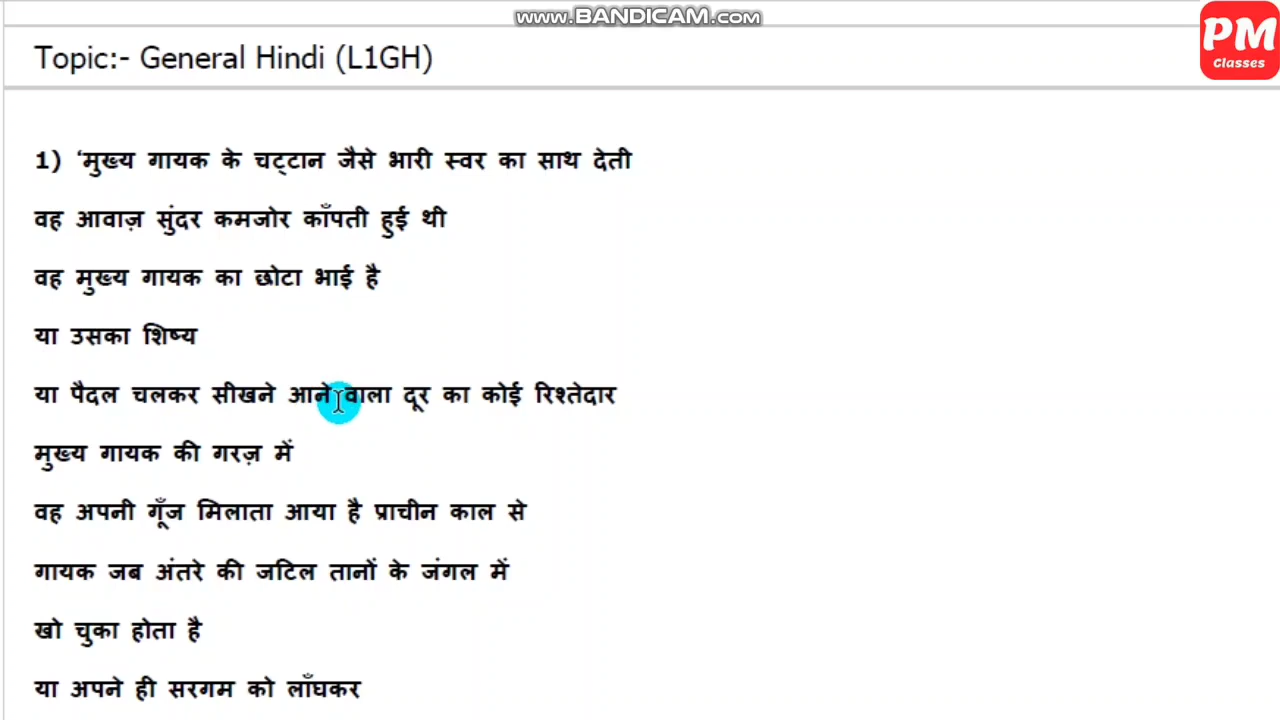 www.BANDICAM.com
PM
Classes
Topic:- General Hindi (L1GH)
1) ‘मुख्य गायक के चट्टान जैसे भारी स्वर का साथ देती
वह आवाज़ सुंदर कमजोर काँपती हुई थी
वह मुख्य गायक का छोटा भाई है
या उसका शिष्य
या पैदल चलकर सीखने आने वाला दूर का कोई रिश्तेदार
मुख्य गायक की गरज़ में
वह अपनी गूँज मिलाता आया है प्राचीन काल से
गायक जब अंतरे की जटिल तानों के जंगल में
खो चुका होता है
या अपने ही सरगम को लाँघकर